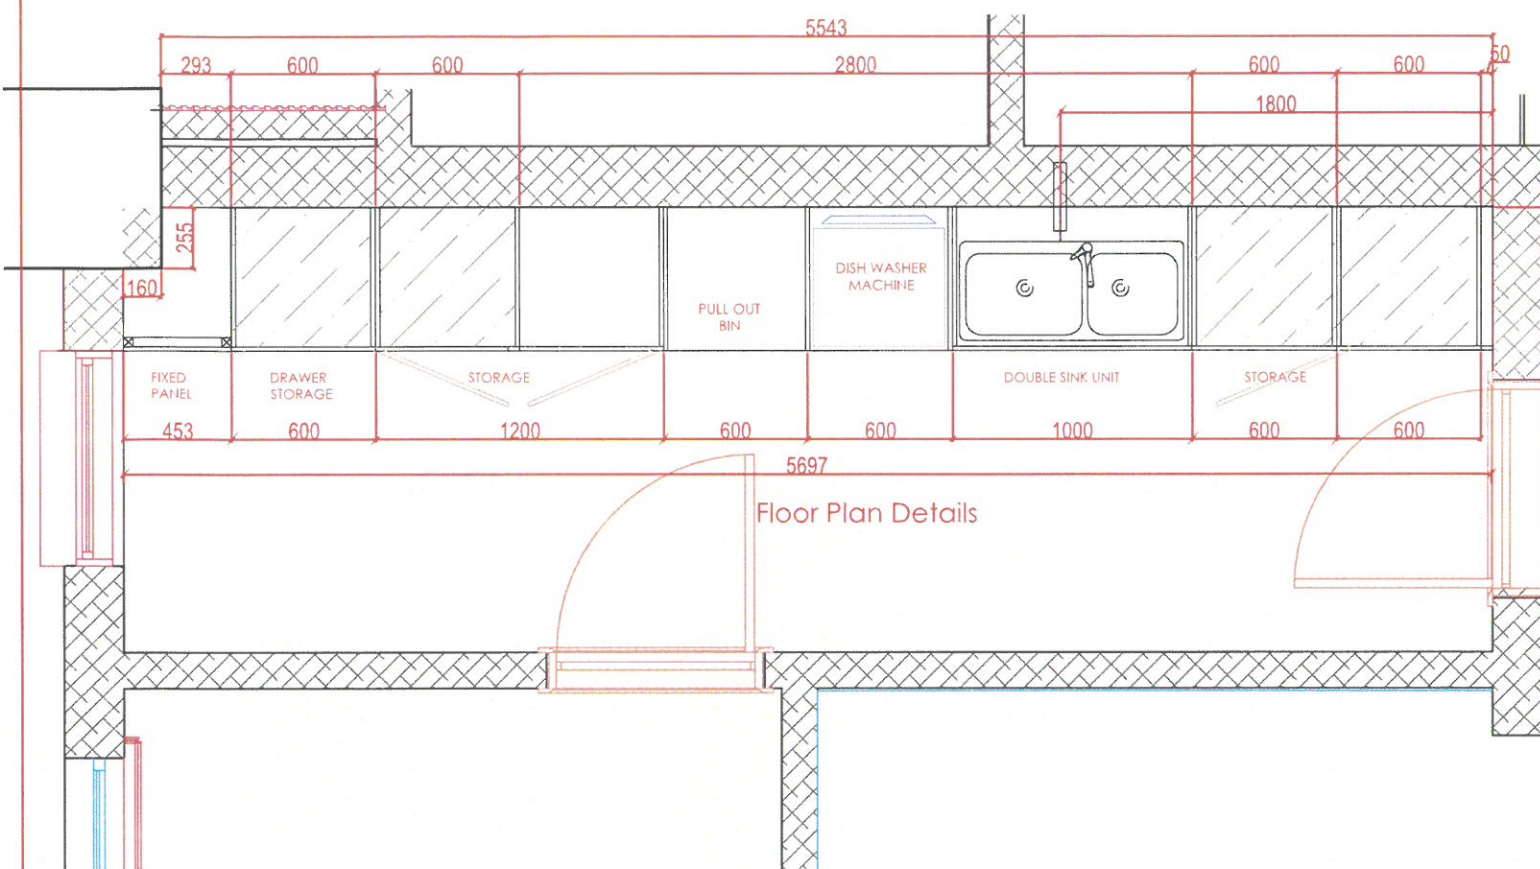 5543
293 600 600 2800 600 600 50
1800
255
160
DISH WASHER
MACHINE
PULL OUT
BIN
FIXED
PANEL
DRAWER
STORAGE
STORAGE
DOUBLE SINK UNIT
STORAGE
453 600 1200 600 600 1000 600 600
5697
Floor Plan Details